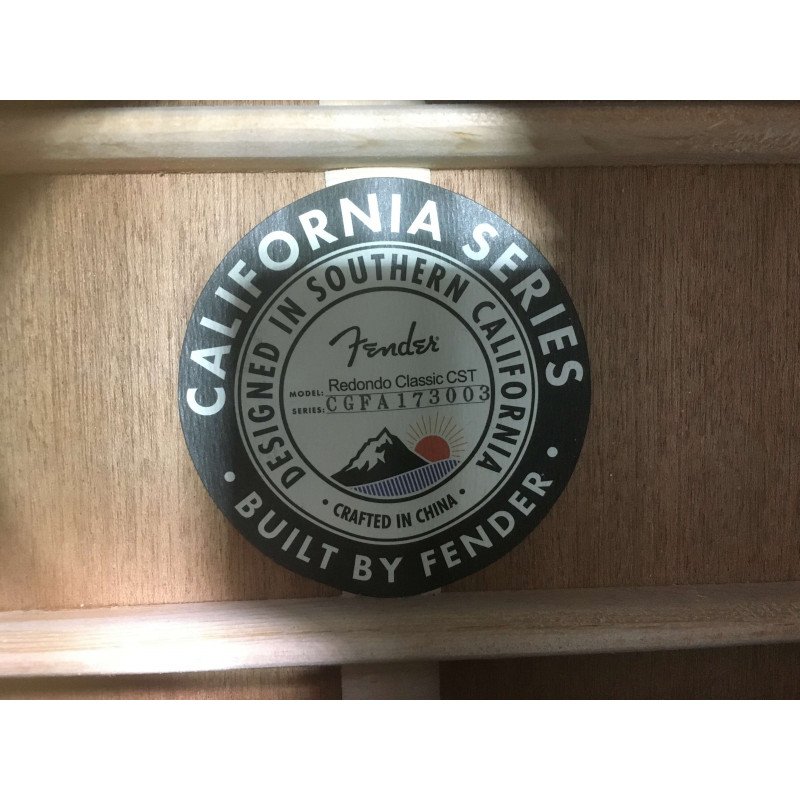 CALIFORNIA SERIES
DESIGNED IN SOUTHERN CALIFORNIA
Fender
MODEL: Redondo Classic CST
SERIES: CGFA173003
• CRAFTED IN CHINA •
• BUILT BY FENDER •